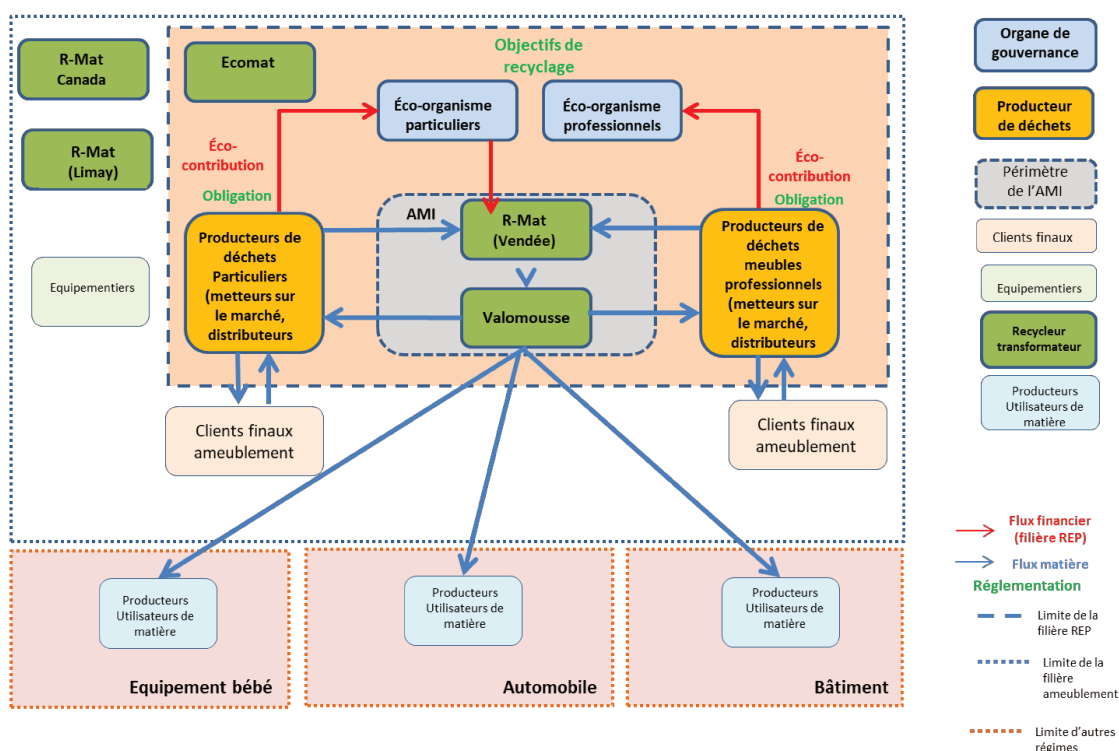 R-Mat
Canada
R-Mat
(Limay)
Equipementiers
Ecomat
Objectifs de
recyclage
Éco-organisme
particuliers
Éco-organisme
professionnels
Éco-
contribution
Obligation
Éco-
contribution
Obligation
AMI
R-Mat
(Vendée)
Valomousse
Producteurs de
déchets
Particuliers
(metteurs sur
le marché,
distributeurs
Producteurs de
déchets
meubles
professionnels
(metteurs sur
le marché,
distributeurs
Clients finaux
ameublement
Clients finaux
ameublement
Producteurs
Utilisateurs de
matière
Equipement bébé
Producteurs
Utilisateurs de
matière
Automobile
Producteurs
Utilisateurs de
matière
Bâtiment
Organe de
gouvernance
Producteur
de déchets
Périmètre
de l'AMI
Clients finaux
Equipementiers
Recycleur
transformateur
Producteurs
Utilisateurs de
matière
Flux financier
(filière REP)
Flux matière
Réglementation
Limite de la
filière REP
Limite de la
filière
ameublement
Limite d'autres
régimes